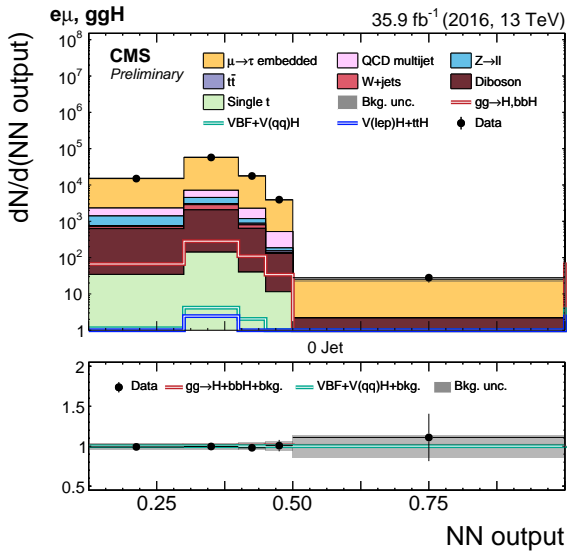 eμ, ggH 35.9 fb⁻¹ (2016, 13 TeV)
CMS
Preliminary
μ→τ embedded QCD multijet Z→ll
tt̄ W+jets Diboson
Single t Bkg. unc. gg→H,bbH
VBF+V(qq)H V(lep)H+ttH Data
dN/d(NN output)
10⁸
10⁷
10⁶
10⁵
10⁴
10³
10²
10
1
0 Jet
Data gg→H+bbH+bkg. VBF+V(qq)H+bkg. Bkg. unc.
2
1.5
1.0
0.5
0.25 0.50 0.75
NN output